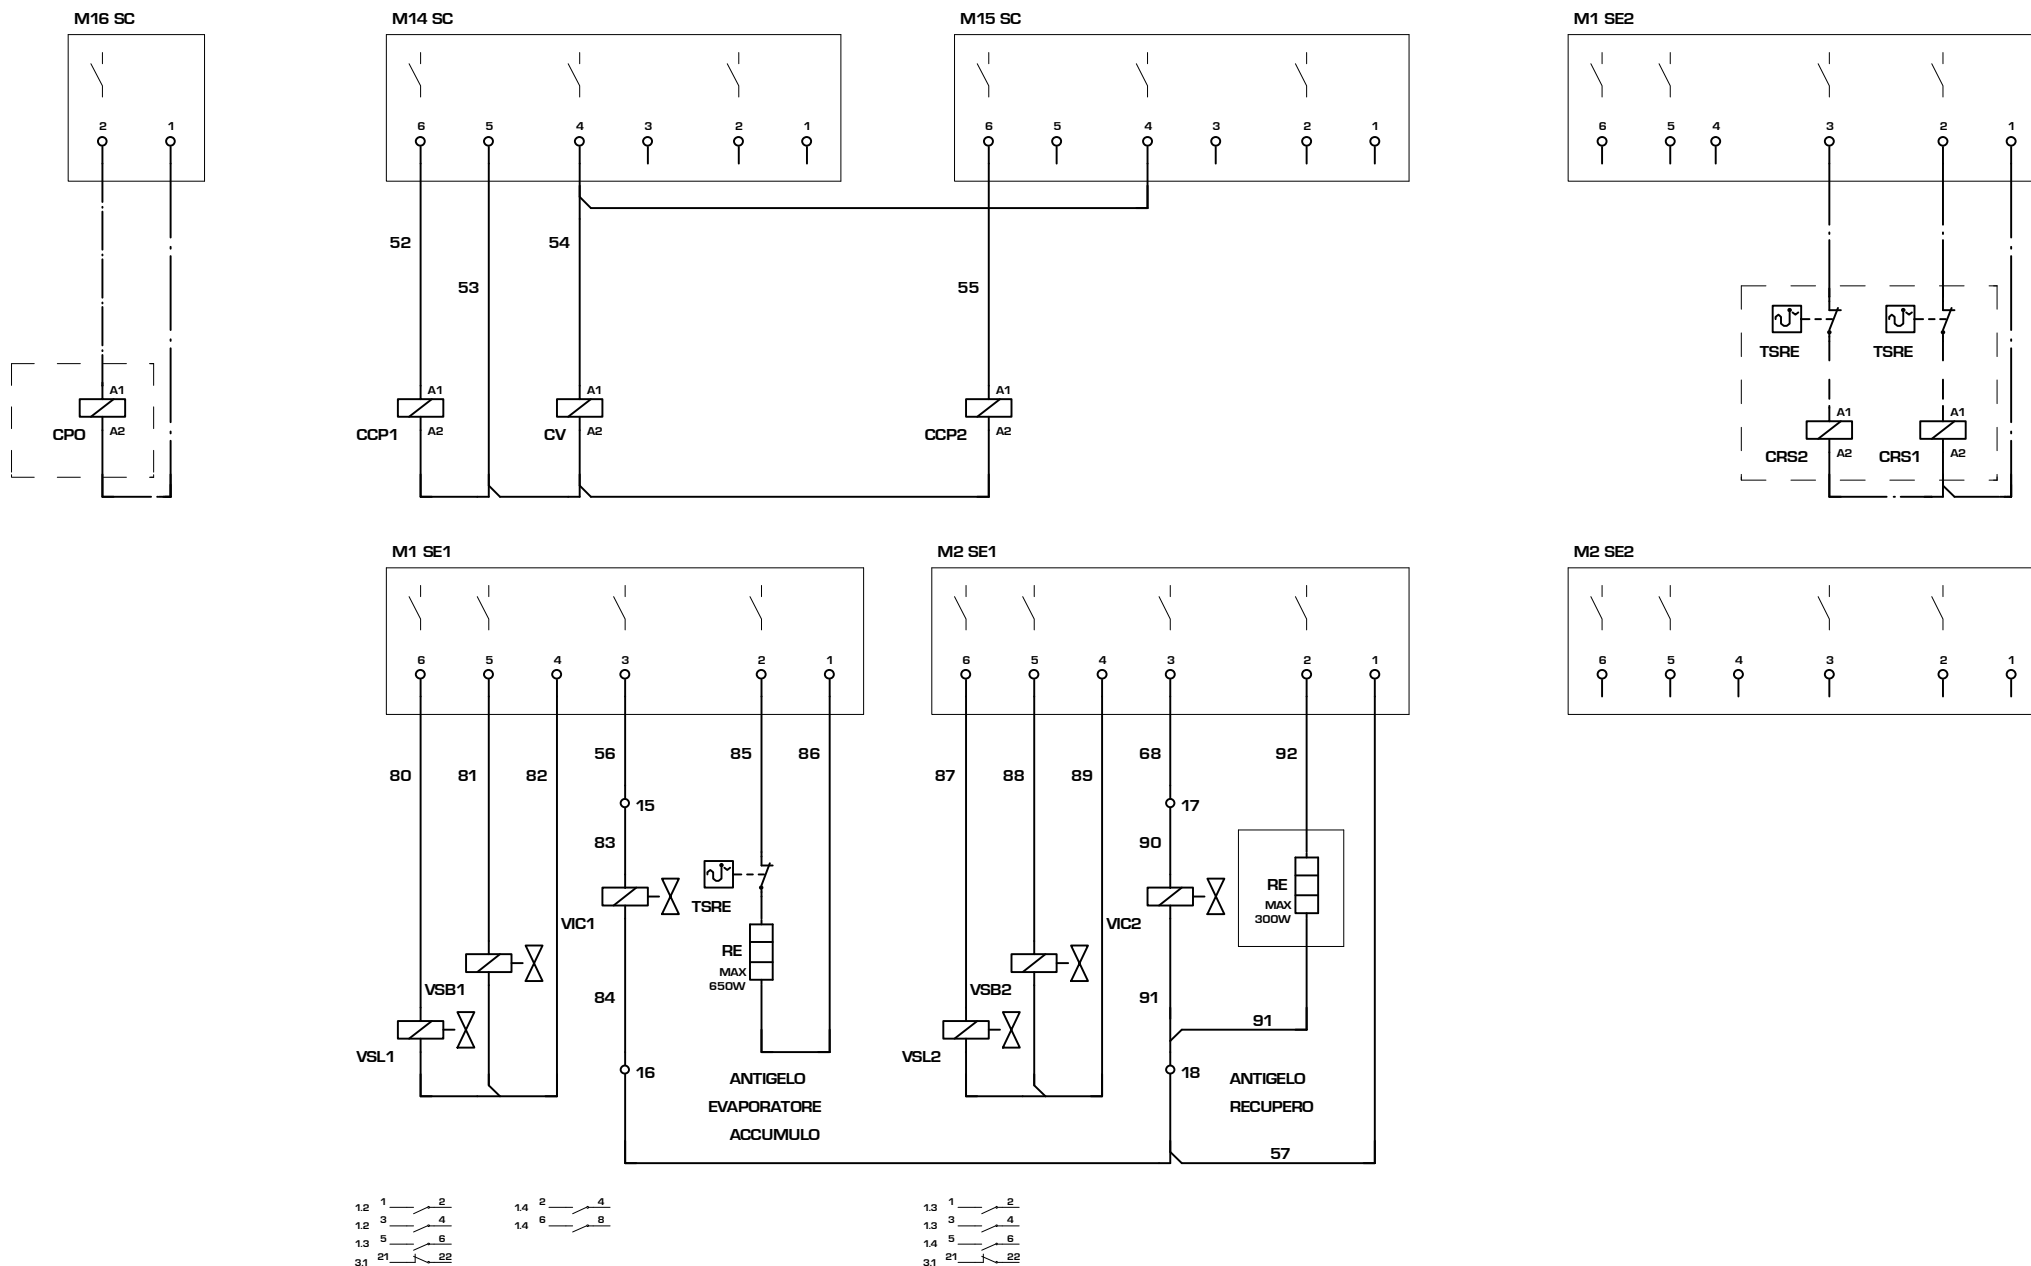 M16 SC
M14 SC
M15 SC
M1 SE2
2 1
6 5 4 3 2 1
6 5 4 3 2 1
6 5 4 3 2 1
52
54
53
55
TSRE
TSRE
A1
CPO
A2
A1
CCP1
A2
A1
CV
A2
A1
CCP2
A2
A1
CRS2
A2
A1
CRS1
A2
M1 SE1
M2 SE1
M2 SE2
6 5 4 3 2 1
6 5 4 3 2 1
6 5 4 3 2 1
56
85
86
68
92
80
81
82
87
88
89
15
17
83
90
TSRE
VIC1
VIC2
RE
MAX
300W
RE
MAX
650W
VSB1
VSB2
84
91
91
VSL1
VSL2
16
18
ANTIGELO
EVAPORATORE
ACCUMULO
ANTIGELO
RECUPERO
57
1.2 1 2
1.2 3 4
1.3 5 6
3.1 21 22
1.4 2 4
1.4 6 8
1.3 1 2
1.3 3 4
1.4 5 6
3.1 21 22